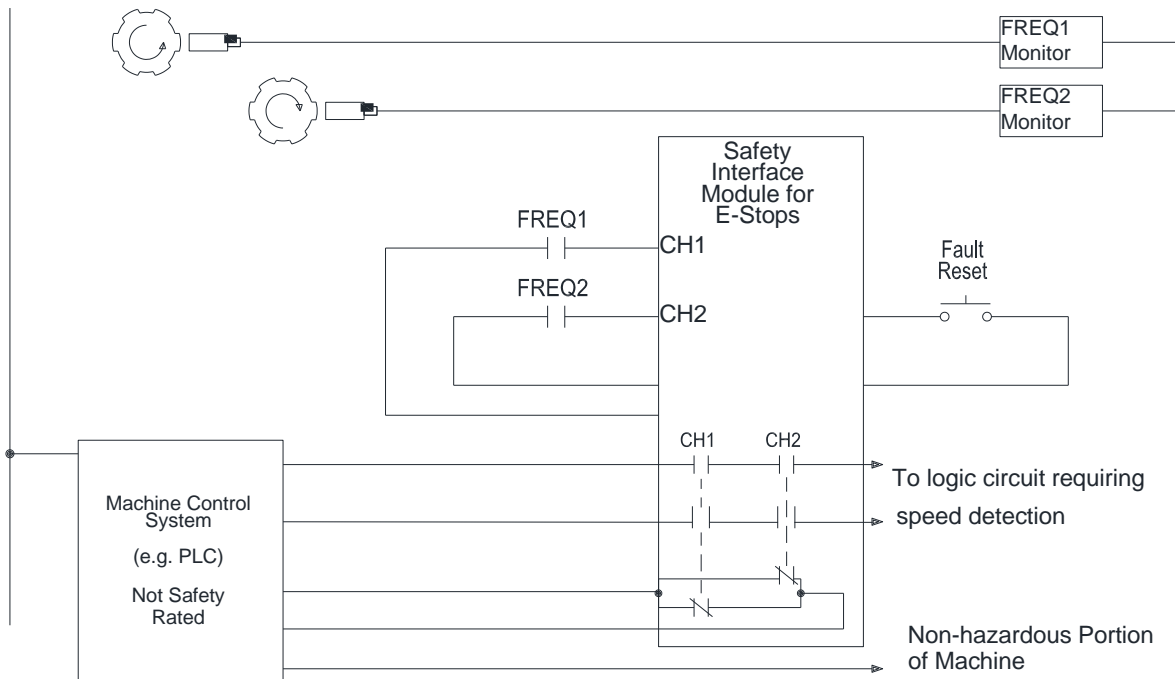 FREQ1
Monitor
FREQ2
Monitor
Safety
Interface
Module for
E-Stops
FREQ1
CH1
Fault
Reset
FREQ2
CH2
CH1
CH2
To logic circuit requiring
speed detection
Machine Control
System
(e.g. PLC)
Not Safety
Rated
Non-hazardous Portion
of Machine